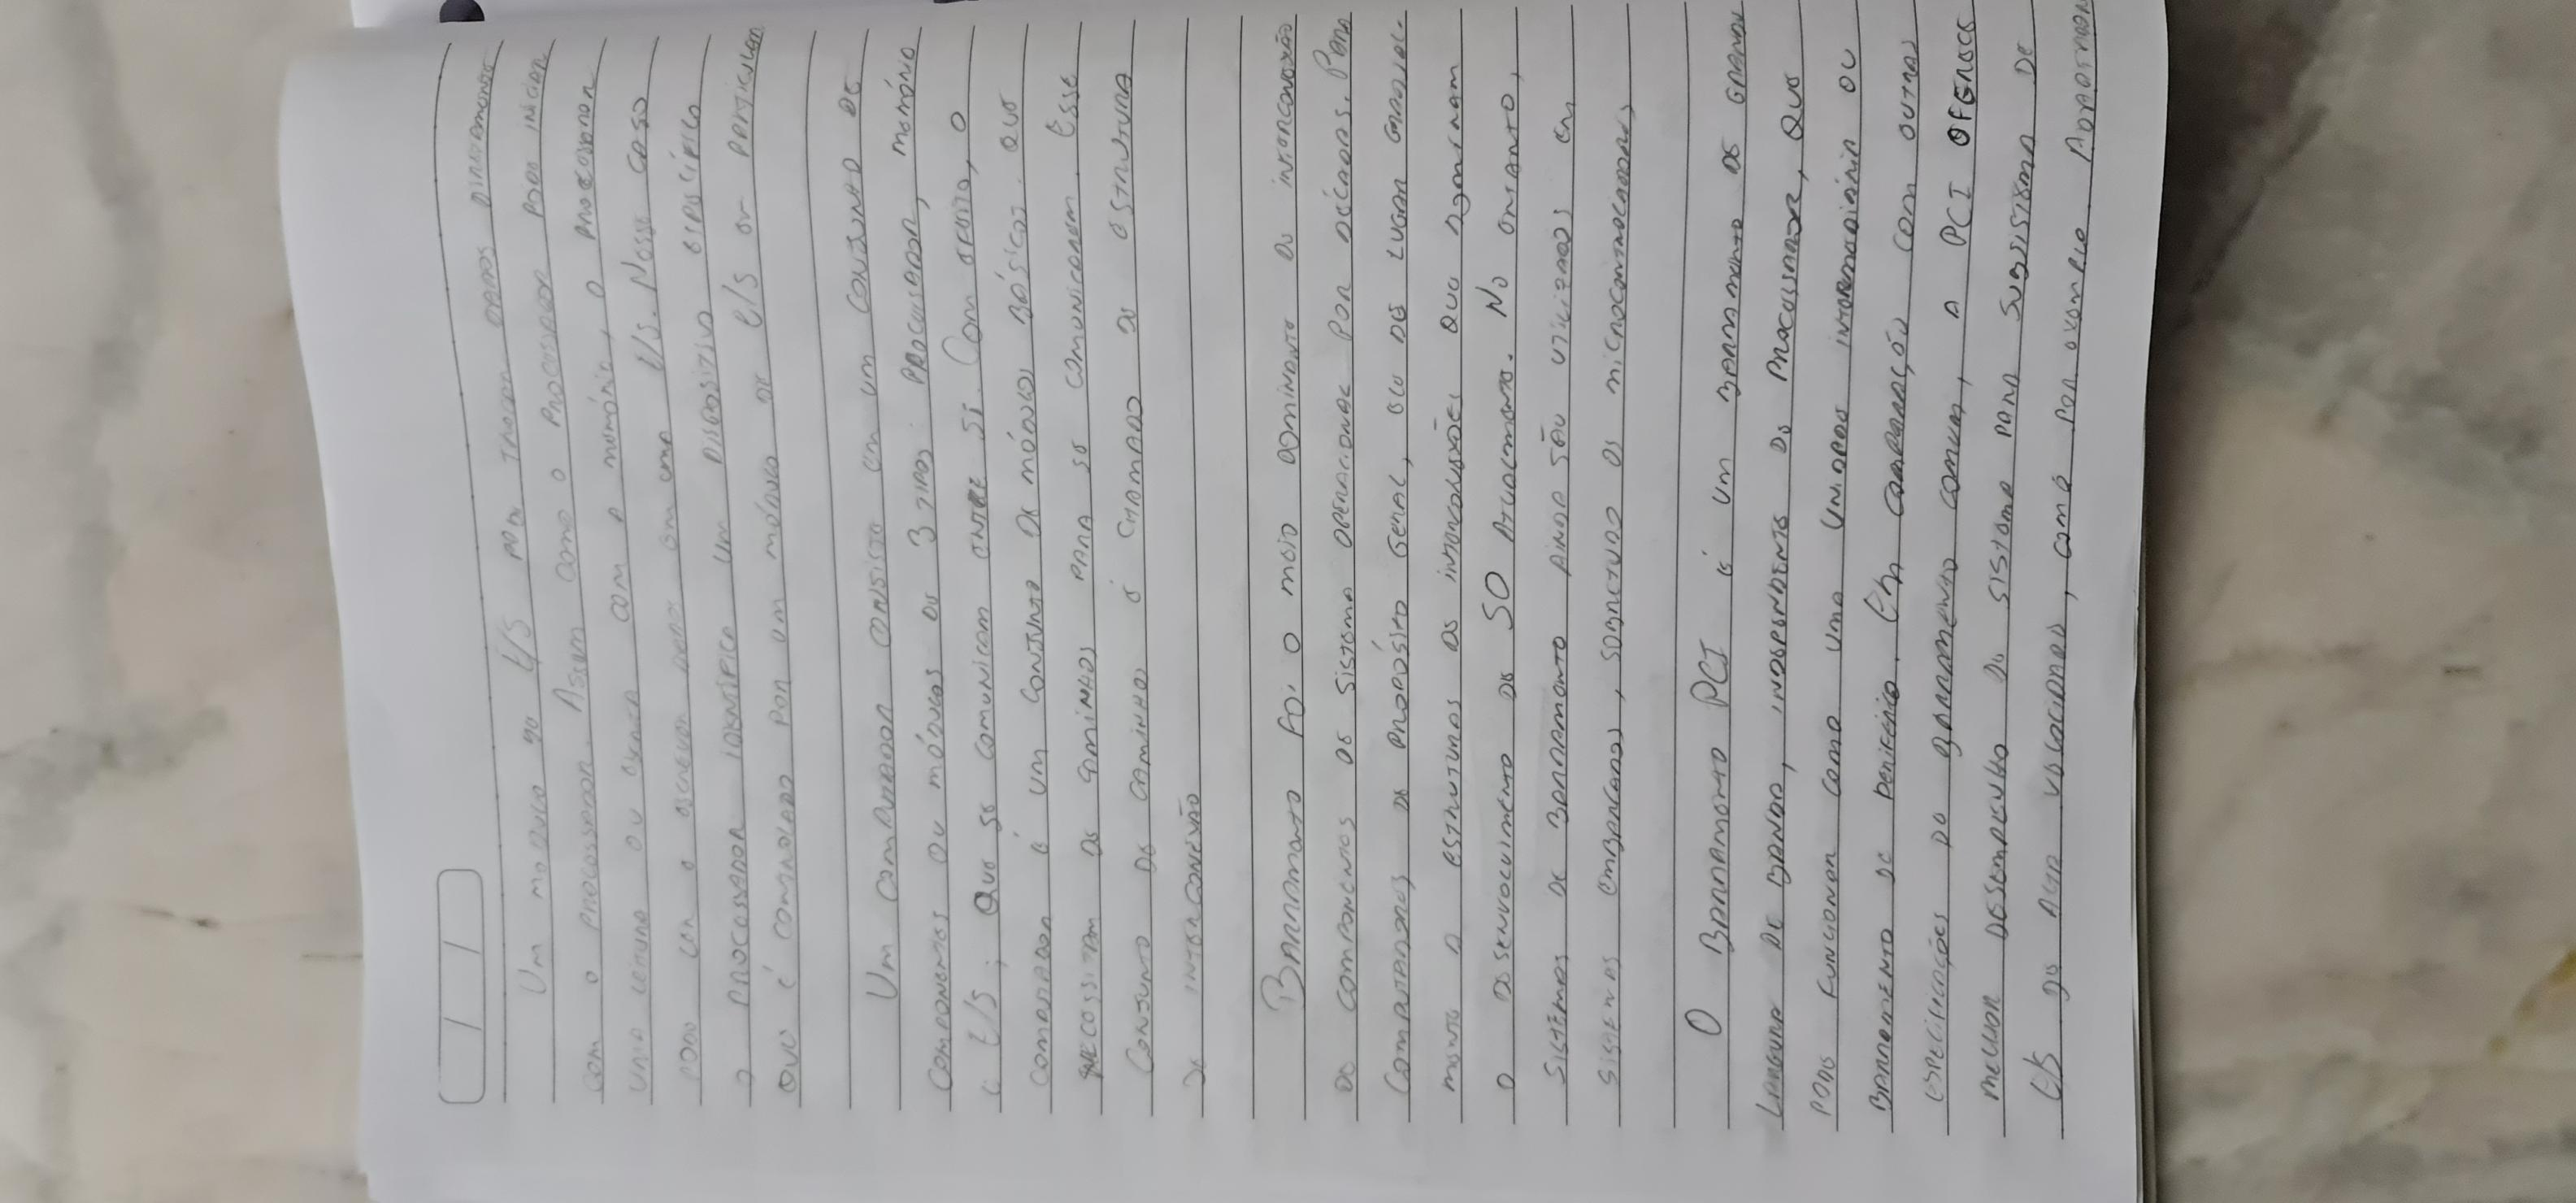 Um modulo de E/S pode trocar dados diretamente
com o processador. Assim como o processador pode iniciar
uma leitura ou escrita com a memória, o processador
pode ler e escrever dados em uma E/S. Nesse caso
o processador identifica um dispositivo específico
que é controlado por um módulo de E/S em particular
Um computador consiste em um conjunto de
componentes ou módulos de 3 tipos: processador, memória
e E/S; que se comunicam entre si. Com efeito, o
computador é um conjunto de módulos básicos que
necessitam de caminhos para se comunicarem. Esse
conjunto de caminhos é chamado de estrutura
de interconexão
Barramento foi o meio dominante de interconexão
de componentes de sistema operacional por décadas. Para
computadores de propósito geral, deu lugar gradual-
mente a estruturas de interconexões que dominam
o desenvolvimento de SO atualmente. No entanto,
sistemas de barramento ainda são utilizados em
sistemas embarcados, sobretudo os microcontroladores,
O barramento PCI é um barramento de grande
largura de banda, independente do processador, que
pode funcionar como uma unidade intermediária ou
barramento de periférico. Em comparação com outras
especificações do barramento comum, a PCI oferece
melhor desempenho do sistema para subsistema de
E/S de alta velocidade, como por exemplo adaptador